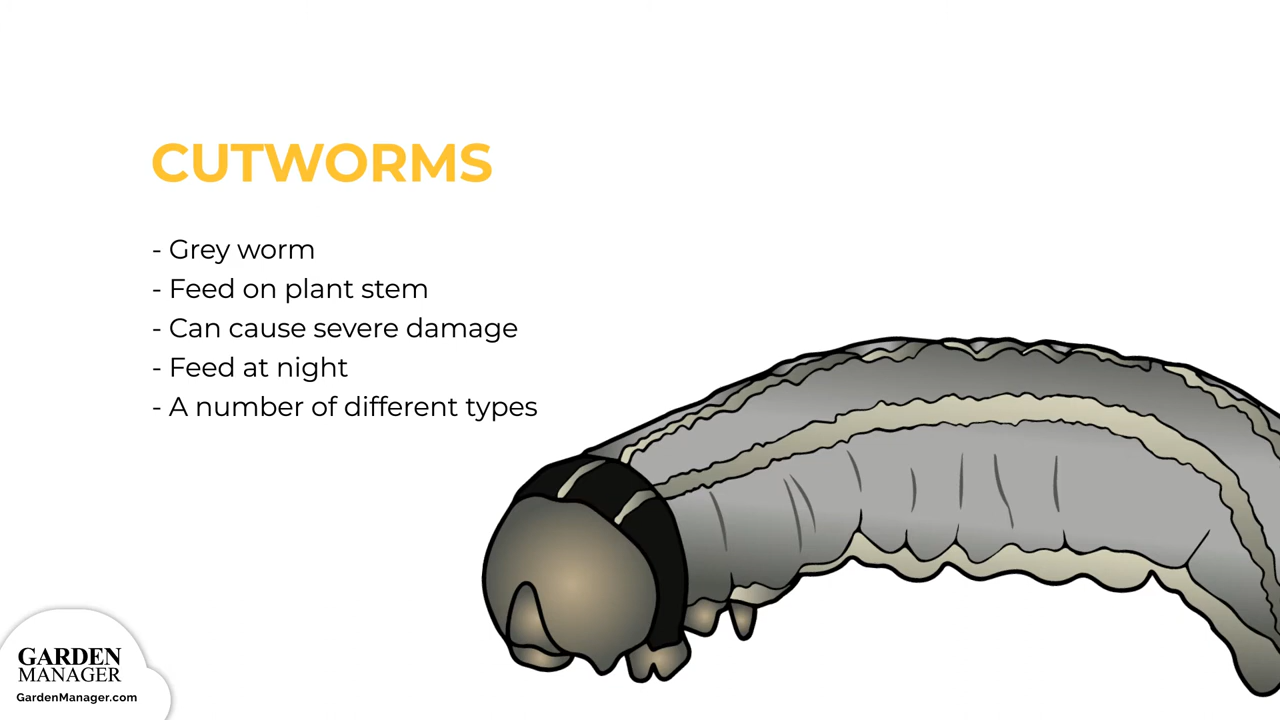 CUTWORMS
- Grey worm
- Feed on plant stem
- Can cause severe damage
- Feed at night
- A number of different types
GARDEN
MANAGER
GardenManager.com